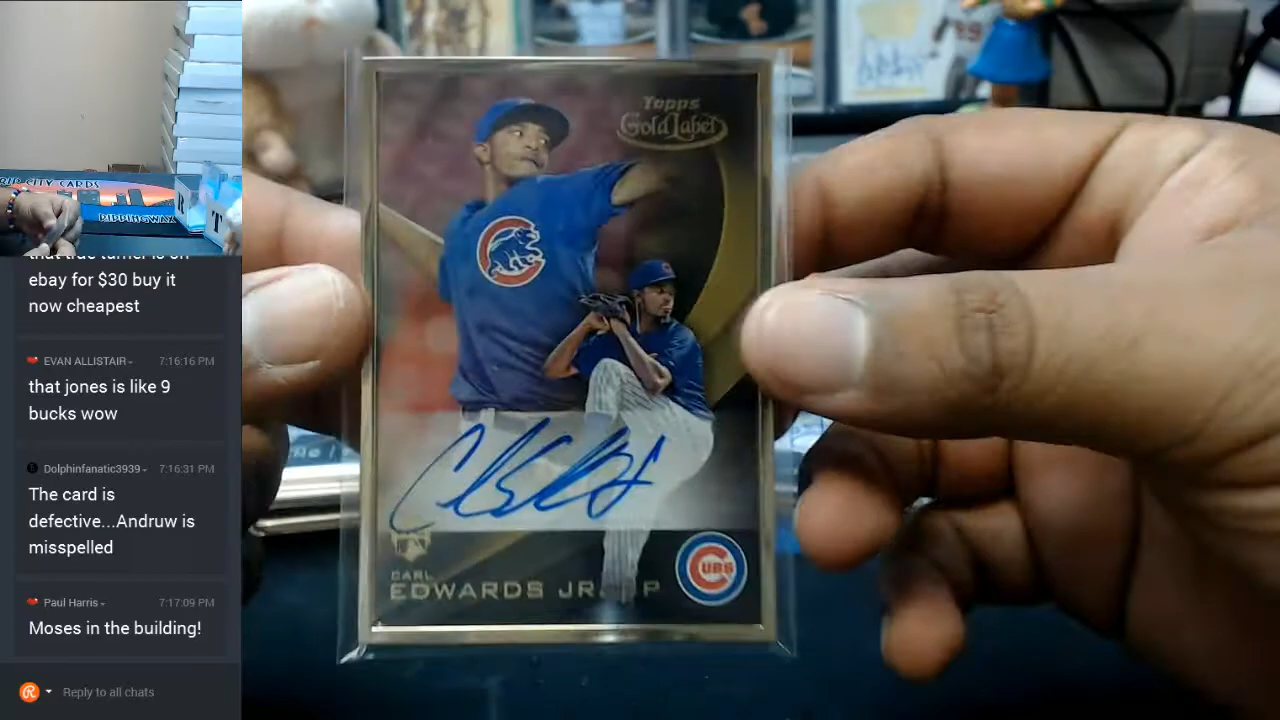 RIPPINGWAX
R
T
that true turner is on
ebay for $30 buy it
now cheapest
EVAN ALLISTAIR 7:16:16 PM
that jones is like 9
bucks wow
Dolphinfanatic3939 7:16:31 PM
The card is
defective...Andruw is
misspelled
Paul Harris 7:17:09 PM
Moses in the building!
Reply to all chats
Topps
Gold Label
CARL
EDWARDS JR.
P
CUBS